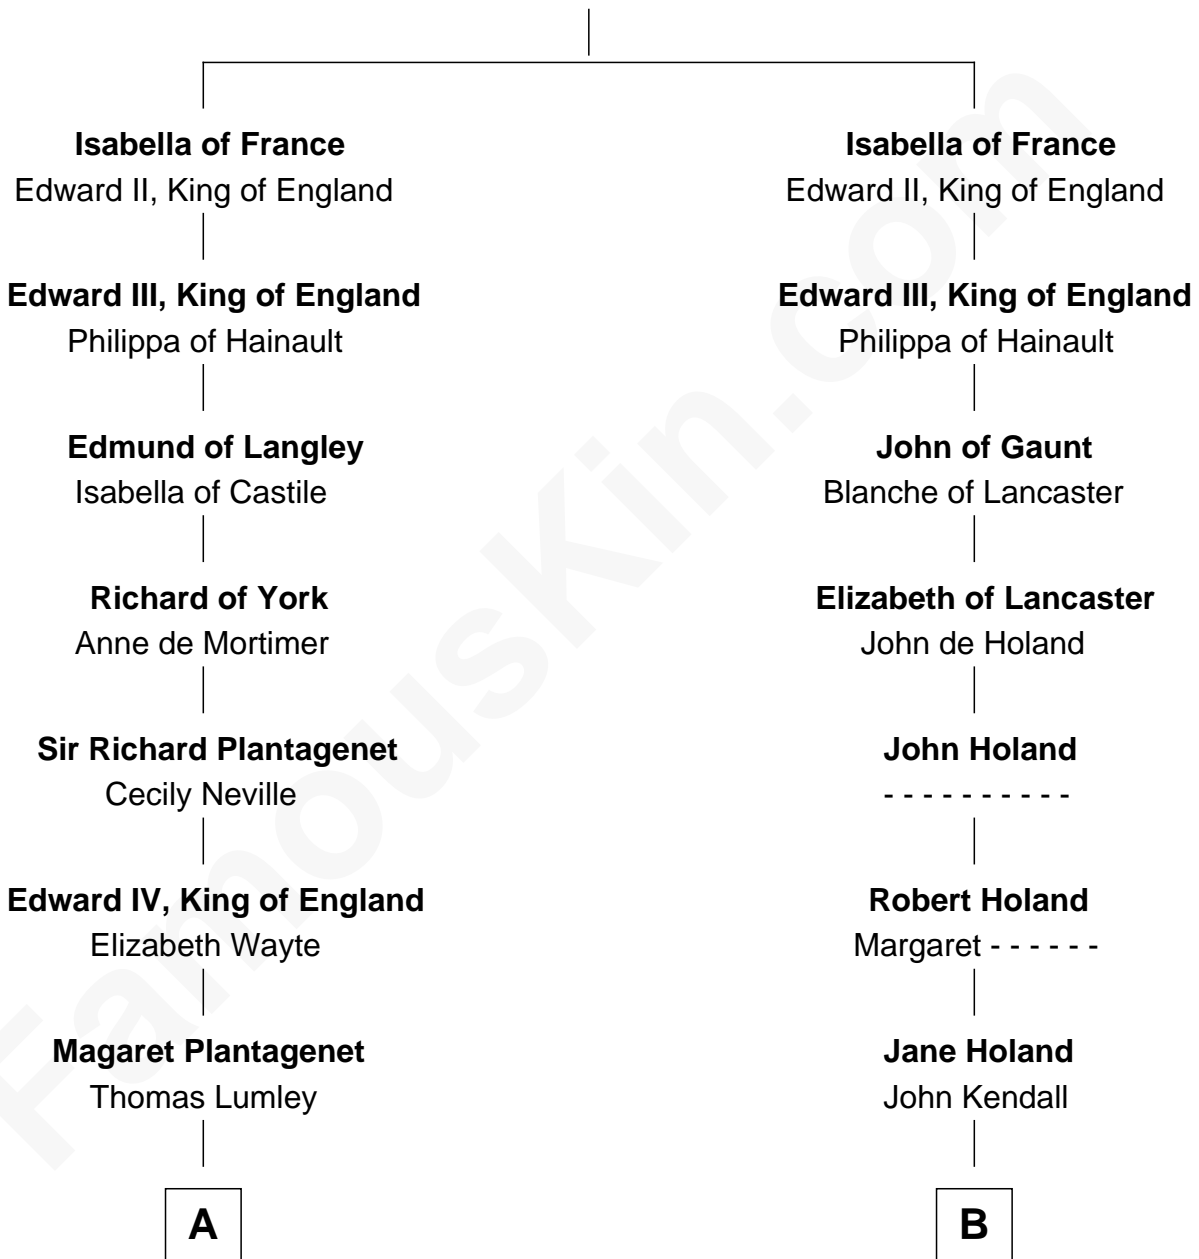 Isabella of France
Edward II, King of England
Edward III, King of England
Philippa of Hainault
Edmund of Langley
Isabella of Castile
Richard of York
Anne de Mortimer
Sir Richard Plantagenet
Cecily Neville
Edward IV, King of England
Elizabeth Wayte
Magaret Plantagenet
Thomas Lumley
A
Isabella of France
Edward II, King of England
Edward III, King of England
Philippa of Hainault
John of Gaunt
Blanche of Lancaster
Elizabeth of Lancaster
John de Holand
John Holand
- - - - - - - - - -
Robert Holand
Margaret - - - - - -
Jane Holand
John Kendall
B
FamousKin.com